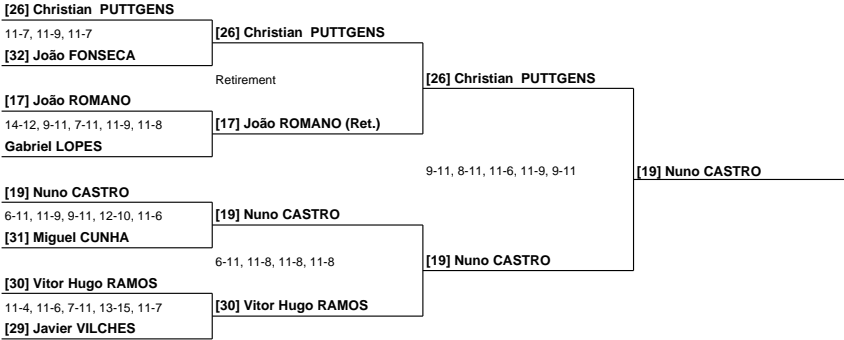 [26] Christian  PUTTGENS
11-7, 11-9, 11-7
[32] João FONSECA
[26] Christian  PUTTGENS
Retirement
[17] João ROMANO
14-12, 9-11, 7-11, 11-9, 11-8
Gabriel LOPES
[17] João ROMANO (Ret.)
[26] Christian  PUTTGENS
9-11, 8-11, 11-6, 11-9, 9-11
[19] Nuno CASTRO
[19] Nuno CASTRO
6-11, 11-9, 9-11, 12-10, 11-6
[31] Miguel CUNHA
[19] Nuno CASTRO
6-11, 11-8, 11-8, 11-8
[19] Nuno CASTRO
[30] Vitor Hugo RAMOS
11-4, 11-6, 7-11, 13-15, 11-7
[29] Javier VILCHES
[30] Vitor Hugo RAMOS